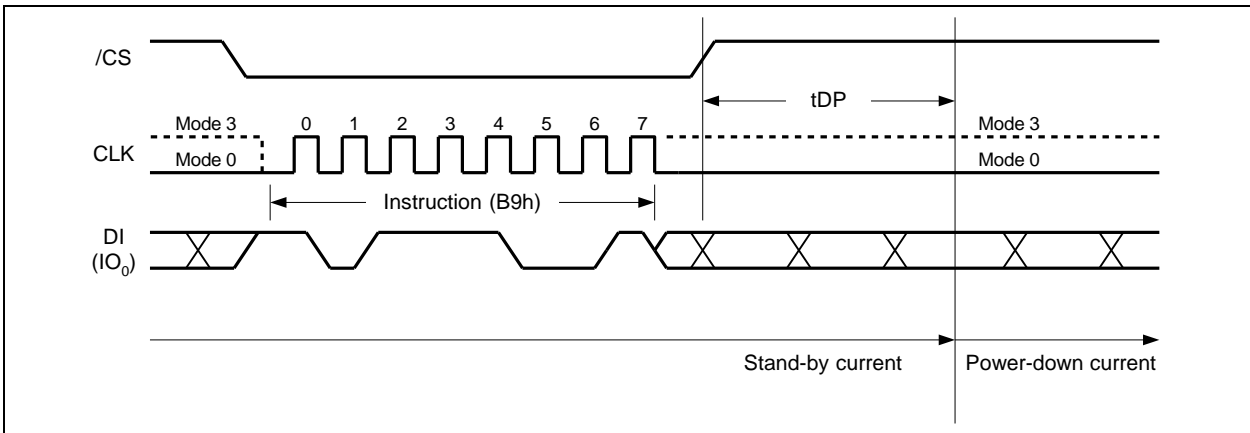 /CS
tDP
Mode 3 0 1 2 3 4 5 6 7 Mode 3
CLK
Mode 0 Mode 0
Instruction (B9h)
DI
(IO₀)
Stand-by current Power-down current